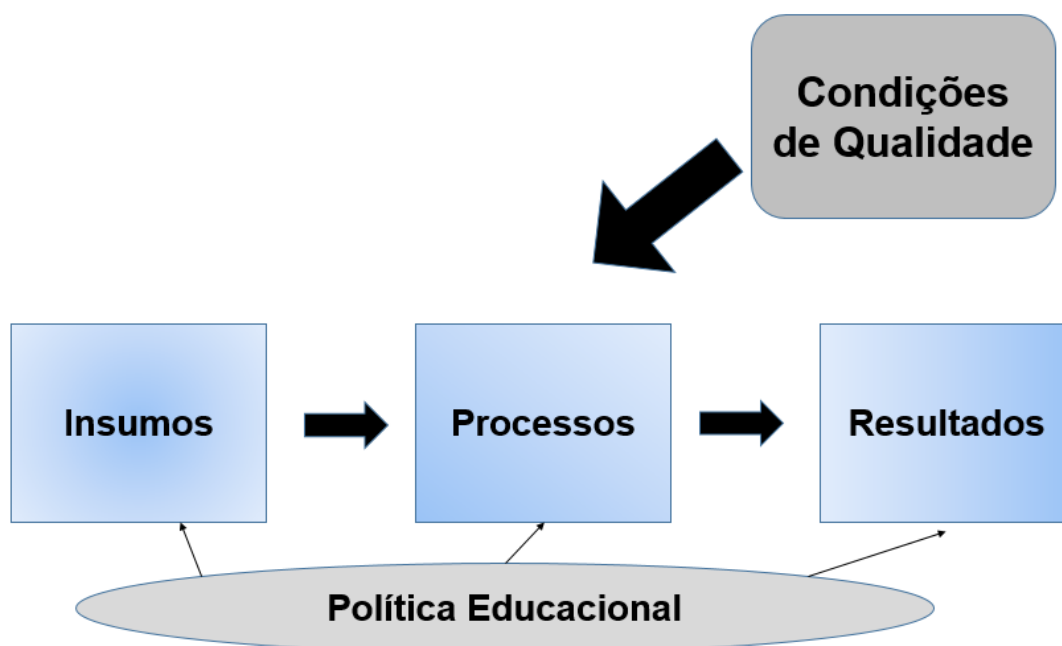 Condições
de Qualidade
Insumos
Processos
Resultados
Política Educacional